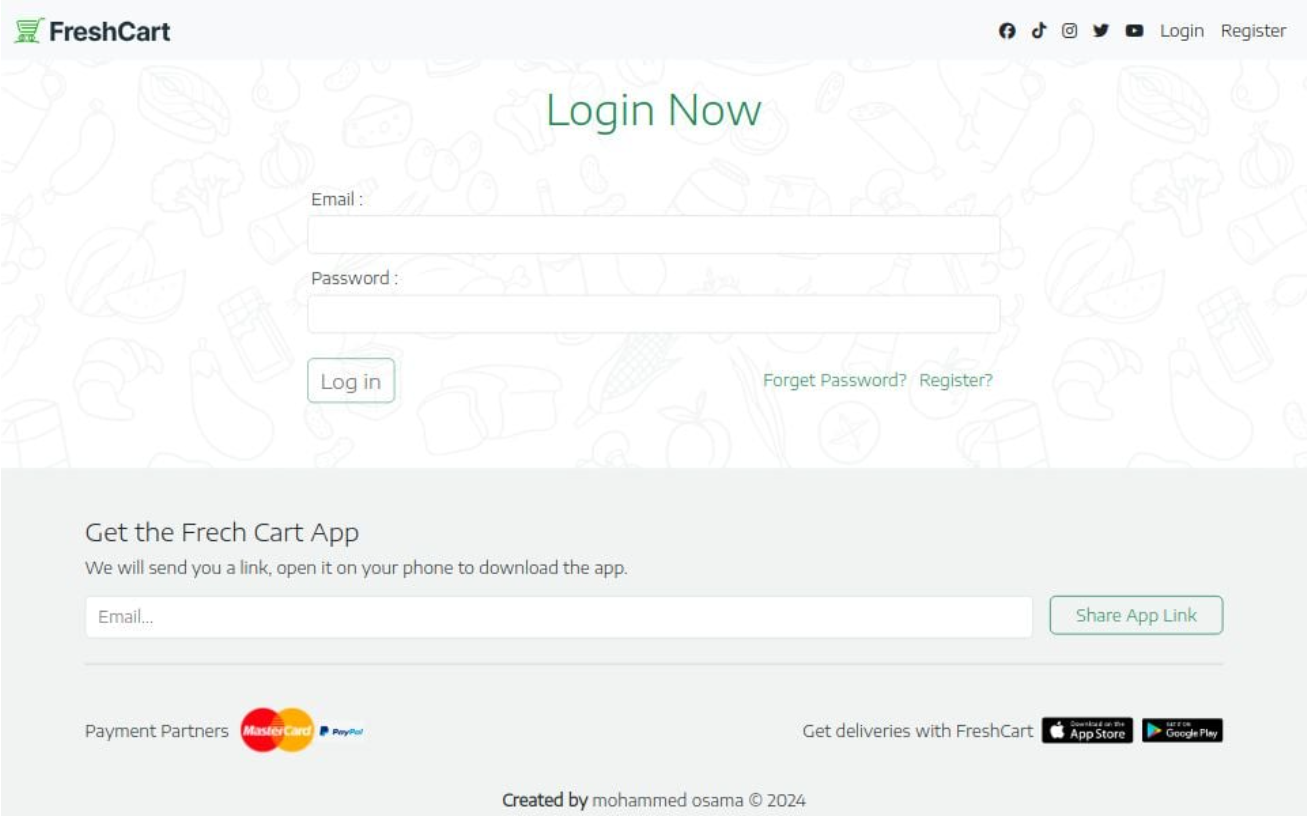 FreshCart Login Register
Login Now
Email :
Password :
Log in Forget Password? Register?
Get the Frech Cart App
We will send you a link, open it on your phone to download the app.
Email... Share App Link
Payment Partners MasterCard PayPal Get deliveries with FreshCart Download on the App Store GET IT ON Google Play
Created by mohammed osama © 2024